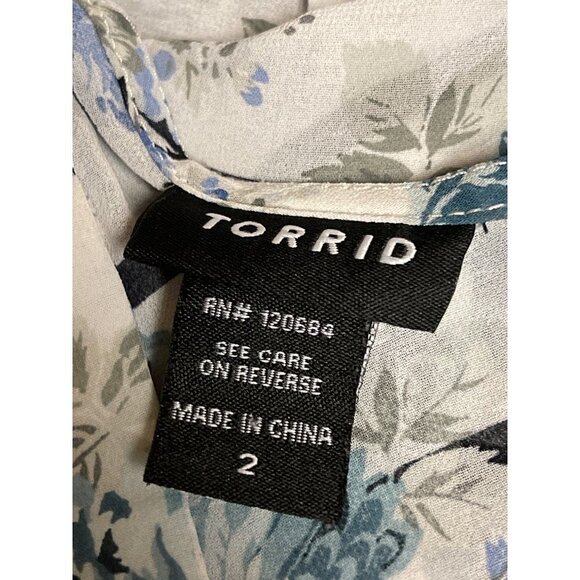 TORRID
RN# 120684
SEE CARE
ON REVERSE
MADE IN CHINA
2